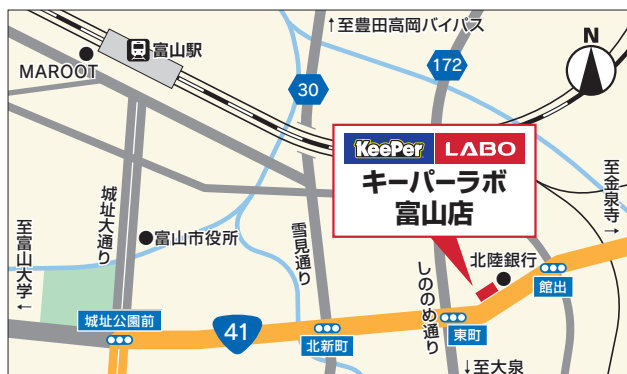 ↑至豊田高岡バイパス
N
富山駅
MAROOT
30
172
KeePer LABO
キーパーラボ
富山店
至金泉寺→
城址大通り
富山市役所
雪見通り
至富山大学←
しののめ通り
北陸銀行
館出
城址公園前
41
北新町
東町
↓至大泉